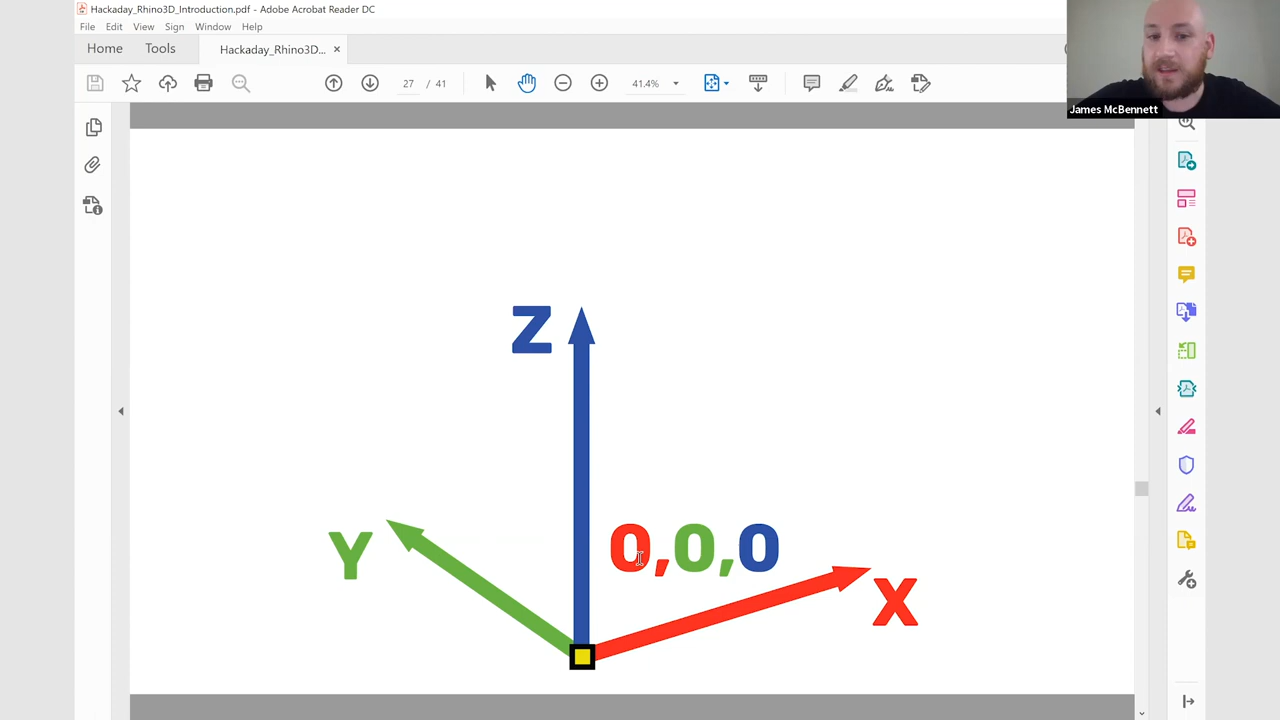 Hackaday_Rhino3D_Introduction.pdf - Adobe Acrobat Reader DC
File Edit View Sign Window Help
Home Tools Hackaday_Rhino3D... ×
27 / 41 41.4%
James McBennett
Z
Y
0,0,0
X